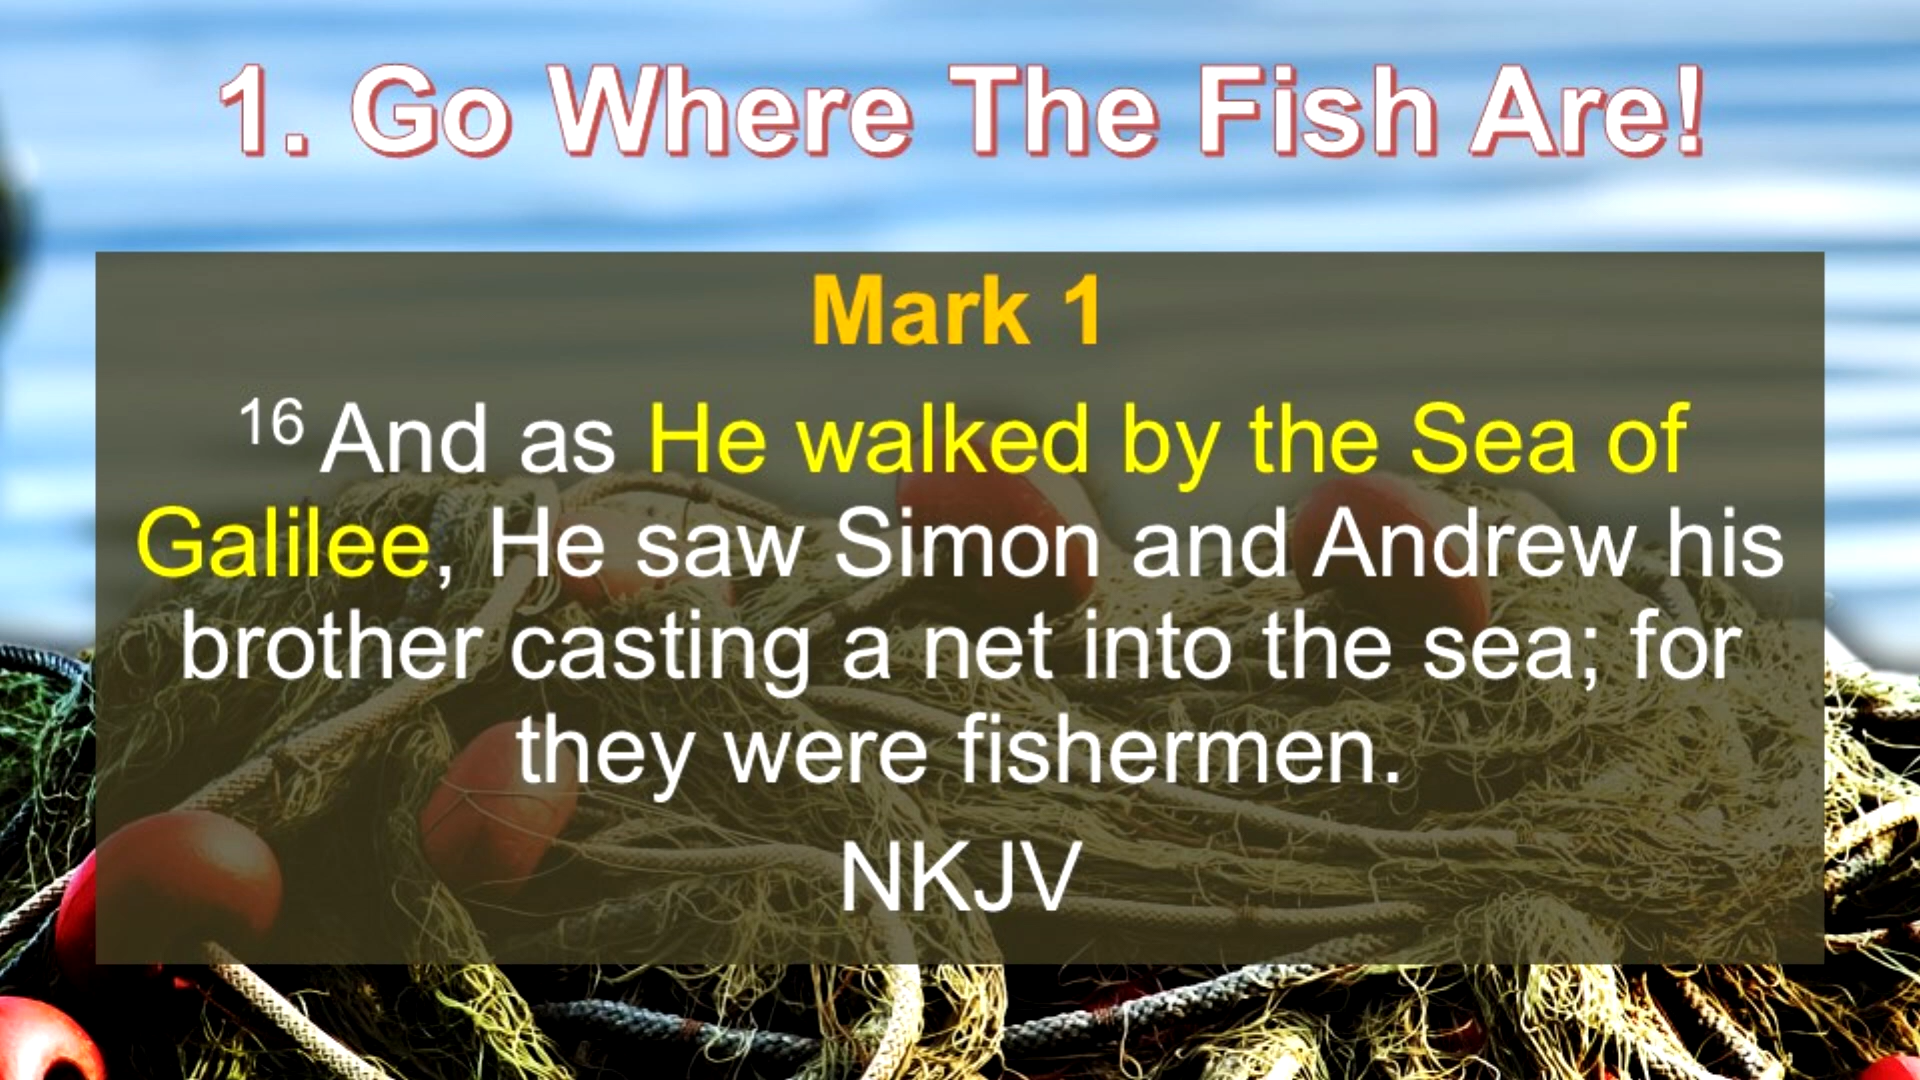 1. Go Where The Fish Are!
Mark 1
16 And as He walked by the Sea of
Galilee, He saw Simon and Andrew his
brother casting a net into the sea; for
they were fishermen.
NKJV